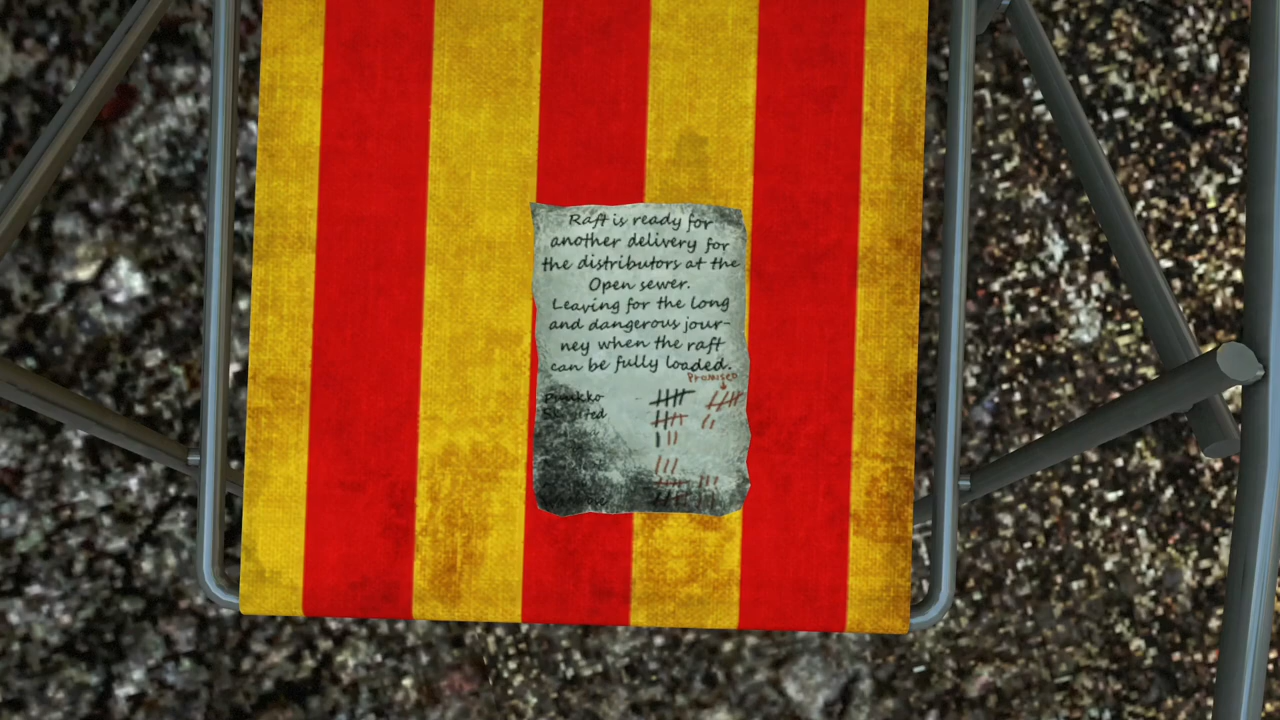 Raft is ready for
another delivery for
the distributors at the
Open sewer.
Leaving for the long
and dangerous jour-
ney when the raft
can be fully loaded.
Promised